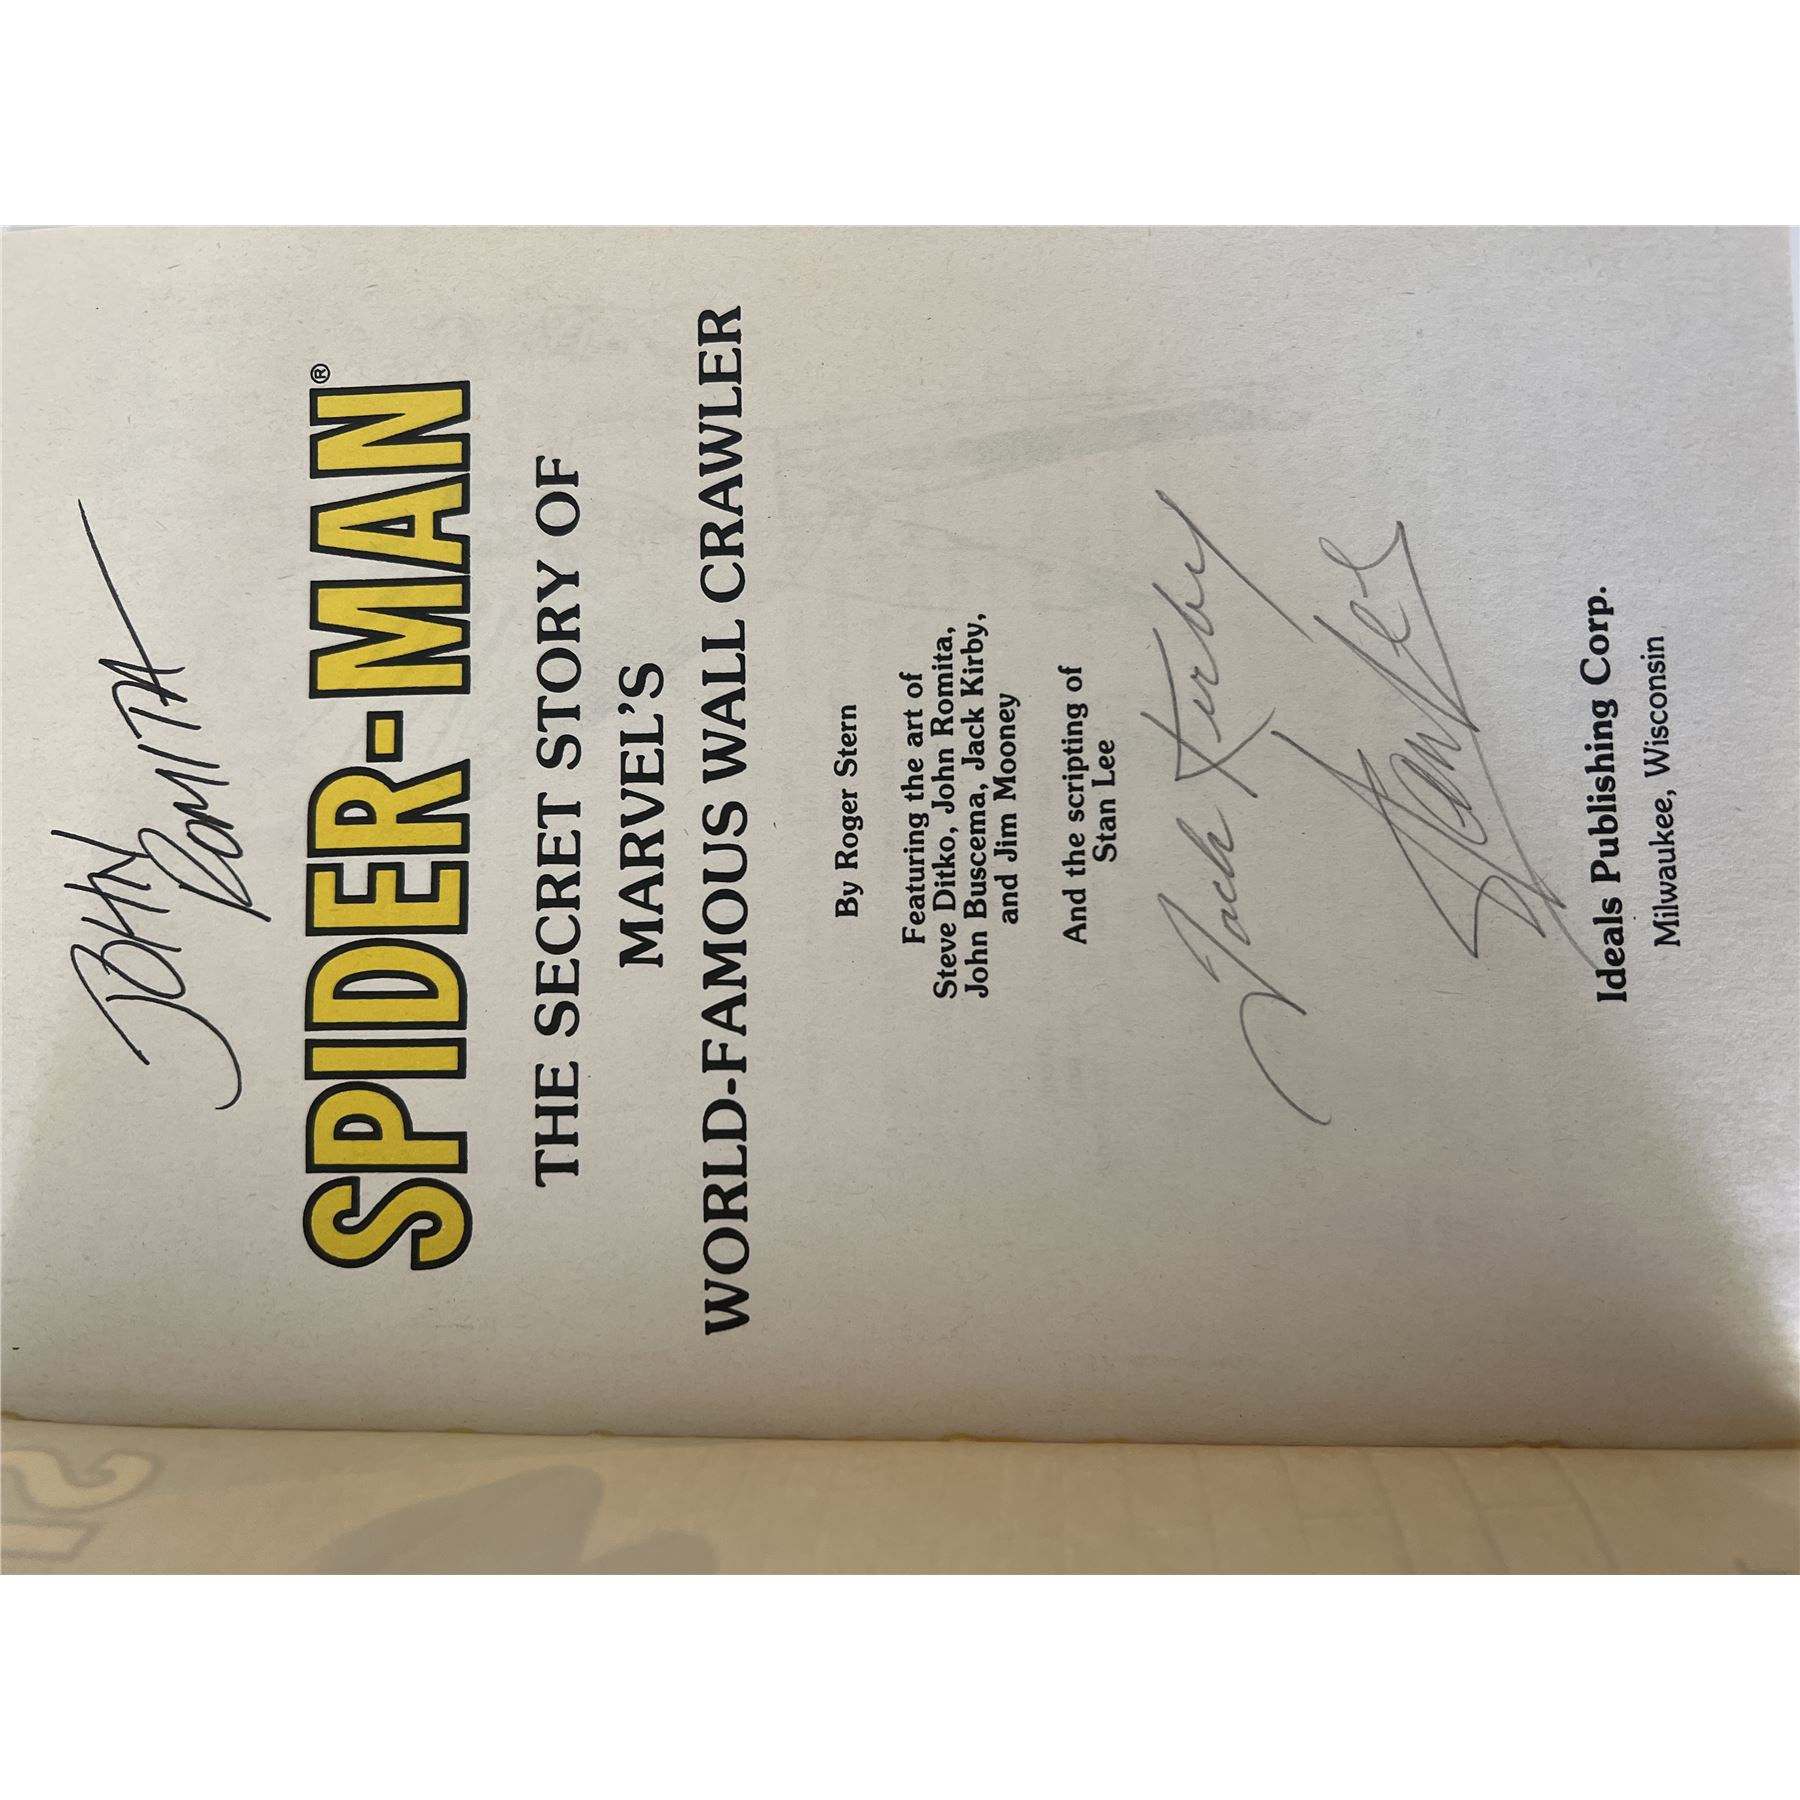 JOHN
ROMITA
SPIDER-MAN®
THE SECRET STORY OF
MARVEL'S
WORLD-FAMOUS WALL CRAWLER
By Roger Stern
Featuring the art of
Steve Ditko, John Romita,
John Buscema, Jack Kirby,
and Jim Mooney
And the scripting of
Stan Lee
Jack Kirby
Stan Lee
Ideals Publishing Corp.
Milwaukee, Wisconsin